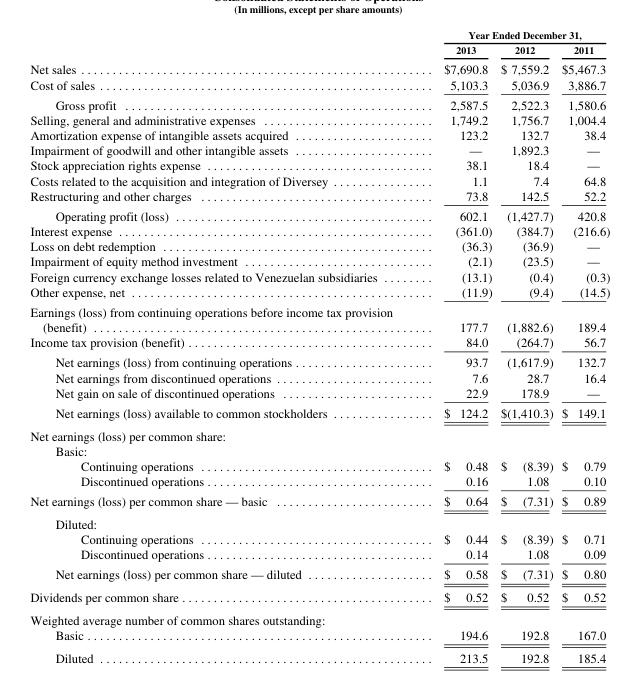 (In millions, except per share amounts)
Year Ended December 31,
2013 2012 2011
Net sales $7,690.8 $ 7,559.2 $5,467.3
Cost of sales 5,103.3 5,036.9 3,886.7
Gross profit 2,587.5 2,522.3 1,580.6
Selling, general and administrative expenses 1,749.2 1,756.7 1,004.4
Amortization expense of intangible assets acquired 123.2 132.7 38.4
Impairment of goodwill and other intangible assets — 1,892.3 —
Stock appreciation rights expense 38.1 18.4 —
Costs related to the acquisition and integration of Diversey 1.1 7.4 64.8
Restructuring and other charges 73.8 142.5 52.2
Operating profit (loss) 602.1 (1,427.7) 420.8
Interest expense (361.0) (384.7) (216.6)
Loss on debt redemption (36.3) (36.9) —
Impairment of equity method investment (2.1) (23.5) —
Foreign currency exchange losses related to Venezuelan subsidiaries (13.1) (0.4) (0.3)
Other expense, net (11.9) (9.4) (14.5)
Earnings (loss) from continuing operations before income tax provision
(benefit) 177.7 (1,882.6) 189.4
Income tax provision (benefit) 84.0 (264.7) 56.7
Net earnings (loss) from continuing operations 93.7 (1,617.9) 132.7
Net earnings from discontinued operations 7.6 28.7 16.4
Net gain on sale of discontinued operations 22.9 178.9 —
Net earnings (loss) available to common stockholders $ 124.2 $(1,410.3) $ 149.1
Net earnings (loss) per common share:
Basic:
Continuing operations $ 0.48 $ (8.39) $ 0.79
Discontinued operations 0.16 1.08 0.10
Net earnings (loss) per common share — basic $ 0.64 $ (7.31) $ 0.89
Diluted:
Continuing operations $ 0.44 $ (8.39) $ 0.71
Discontinued operations 0.14 1.08 0.09
Net earnings (loss) per common share — diluted $ 0.58 $ (7.31) $ 0.80
Dividends per common share $ 0.52 $ 0.52 $ 0.52
Weighted average number of common shares outstanding:
Basic 194.6 192.8 167.0
Diluted 213.5 192.8 185.4